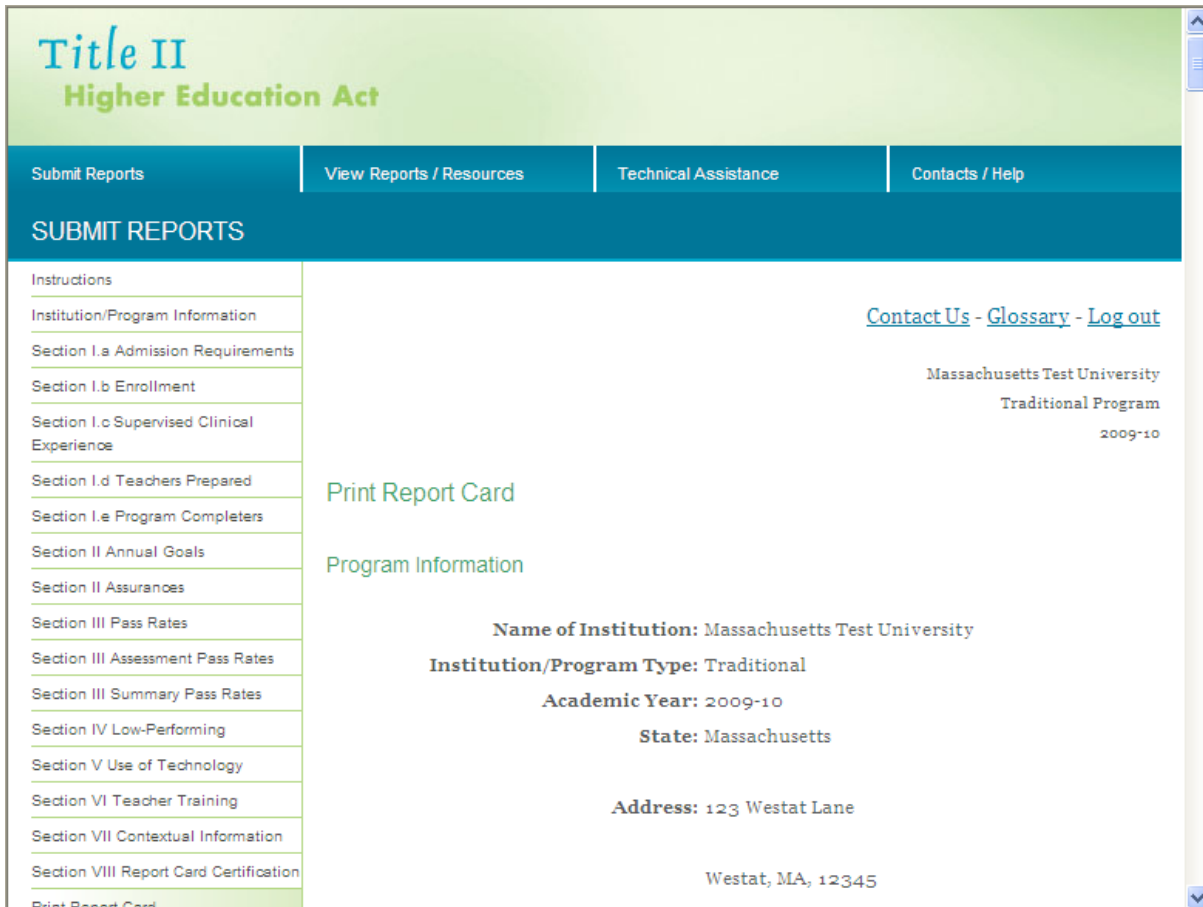 Title II
Higher Education Act
Submit Reports
View Reports / Resources
Technical Assistance
Contacts / Help
SUBMIT REPORTS
Instructions
Institution/Program Information
Section I.a Admission Requirements
Section I.b Enrollment
Section I.c Supervised Clinical
Experience
Section I.d Teachers Prepared
Section I.e Program Completers
Section II Annual Goals
Section II Assurances
Section III Pass Rates
Section III Assessment Pass Rates
Section III Summary Pass Rates
Section IV Low-Performing
Section V Use of Technology
Section VI Teacher Training
Section VII Contextual Information
Section VIII Report Card Certification
Print Report Card
Contact Us - Glossary - Log out
Massachusetts Test University
Traditional Program
2009-10
Print Report Card
Program Information
Name of Institution: Massachusetts Test University
Institution/Program Type: Traditional
Academic Year: 2009-10
State: Massachusetts
Address: 123 Westat Lane
Westat, MA, 12345